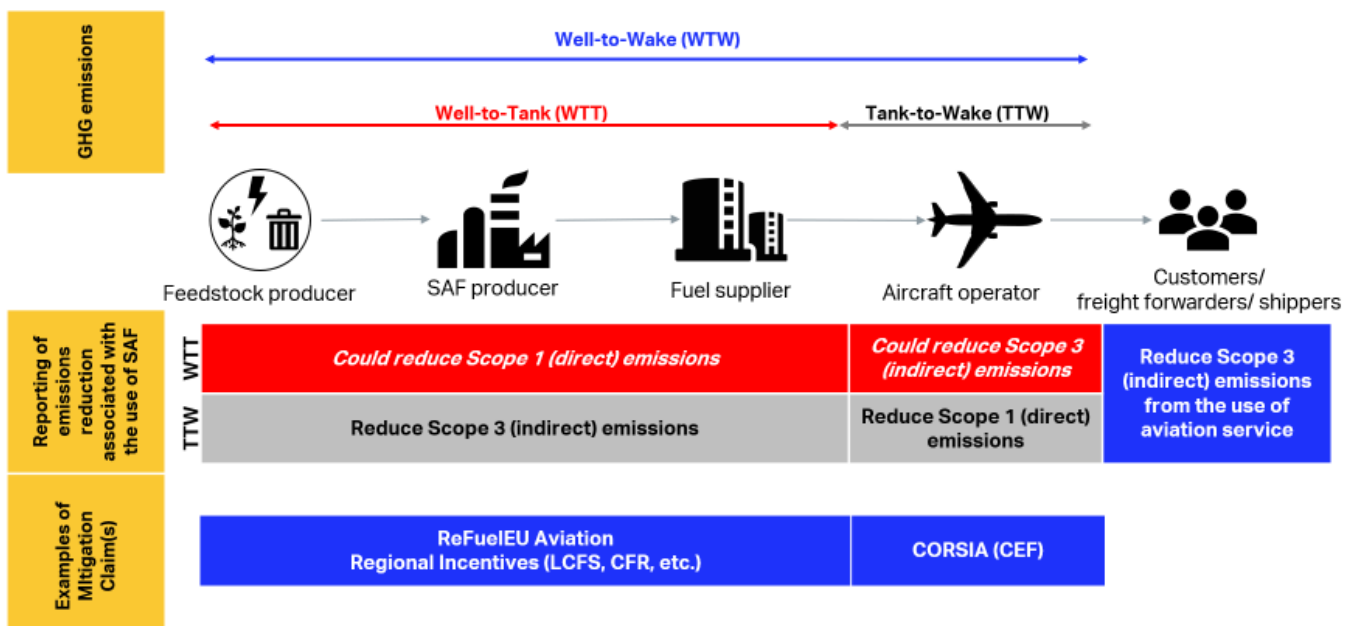 GHG emissions
Well-to-Wake (WTW)
Well-to-Tank (WTT)
Tank-to-Wake (TTW)
Feedstock producer
SAF producer
Fuel supplier
Aircraft operator
Customers/
freight forwarders/ shippers
Reporting of
emissions
reduction
associated with
the use of SAF
WTT
Could reduce Scope 1 (direct) emissions
Could reduce Scope 3
(indirect) emissions
TTW
Reduce Scope 3 (indirect) emissions
Reduce Scope 1 (direct)
emissions
Reduce Scope 3
(indirect) emissions
from the use of
aviation service
Examples of
MItigation
Claim(s)
ReFuelEU Aviation
Regional Incentives (LCFS, CFR, etc.)
CORSIA (CEF)